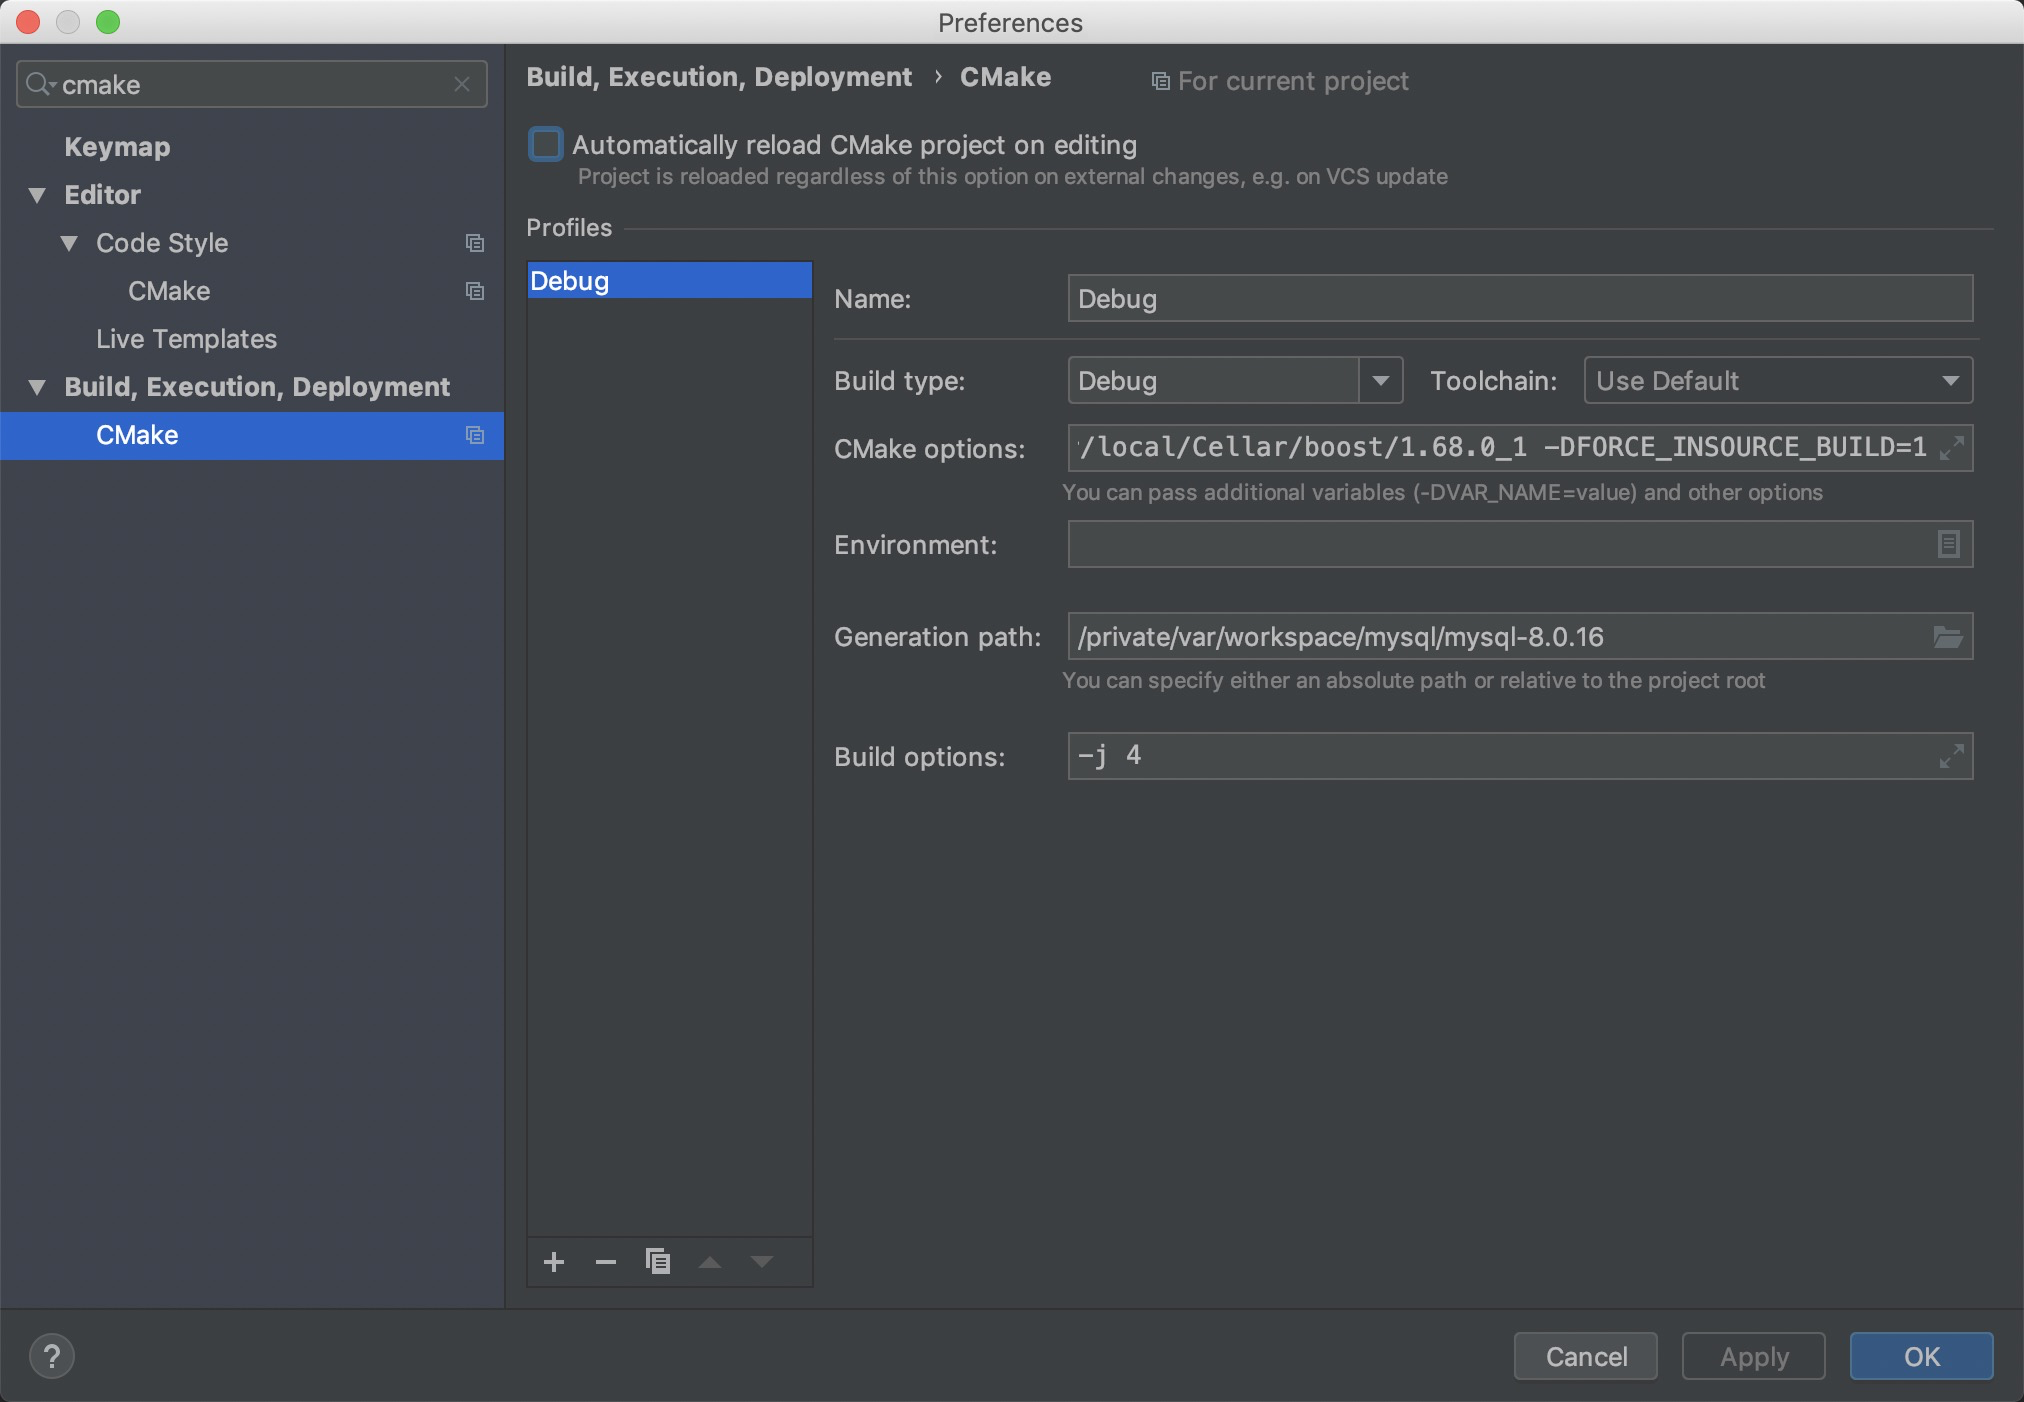 Preferences
cmake
Keymap
Editor
Code Style
CMake
Live Templates
Build, Execution, Deployment
CMake
Build, Execution, Deployment › CMake
For current project
Automatically reload CMake project on editing
Project is reloaded regardless of this option on external changes, e.g. on VCS update
Profiles
Debug
Name: Debug
Build type: Debug Toolchain: Use Default
CMake options: /local/Cellar/boost/1.68.0_1 -DFORCE_INSOURCE_BUILD=1
You can pass additional variables (-DVAR_NAME=value) and other options
Environment:
Generation path: /private/var/workspace/mysql/mysql-8.0.16
You can specify either an absolute path or relative to the project root
Build options: -j 4
?
Cancel Apply OK